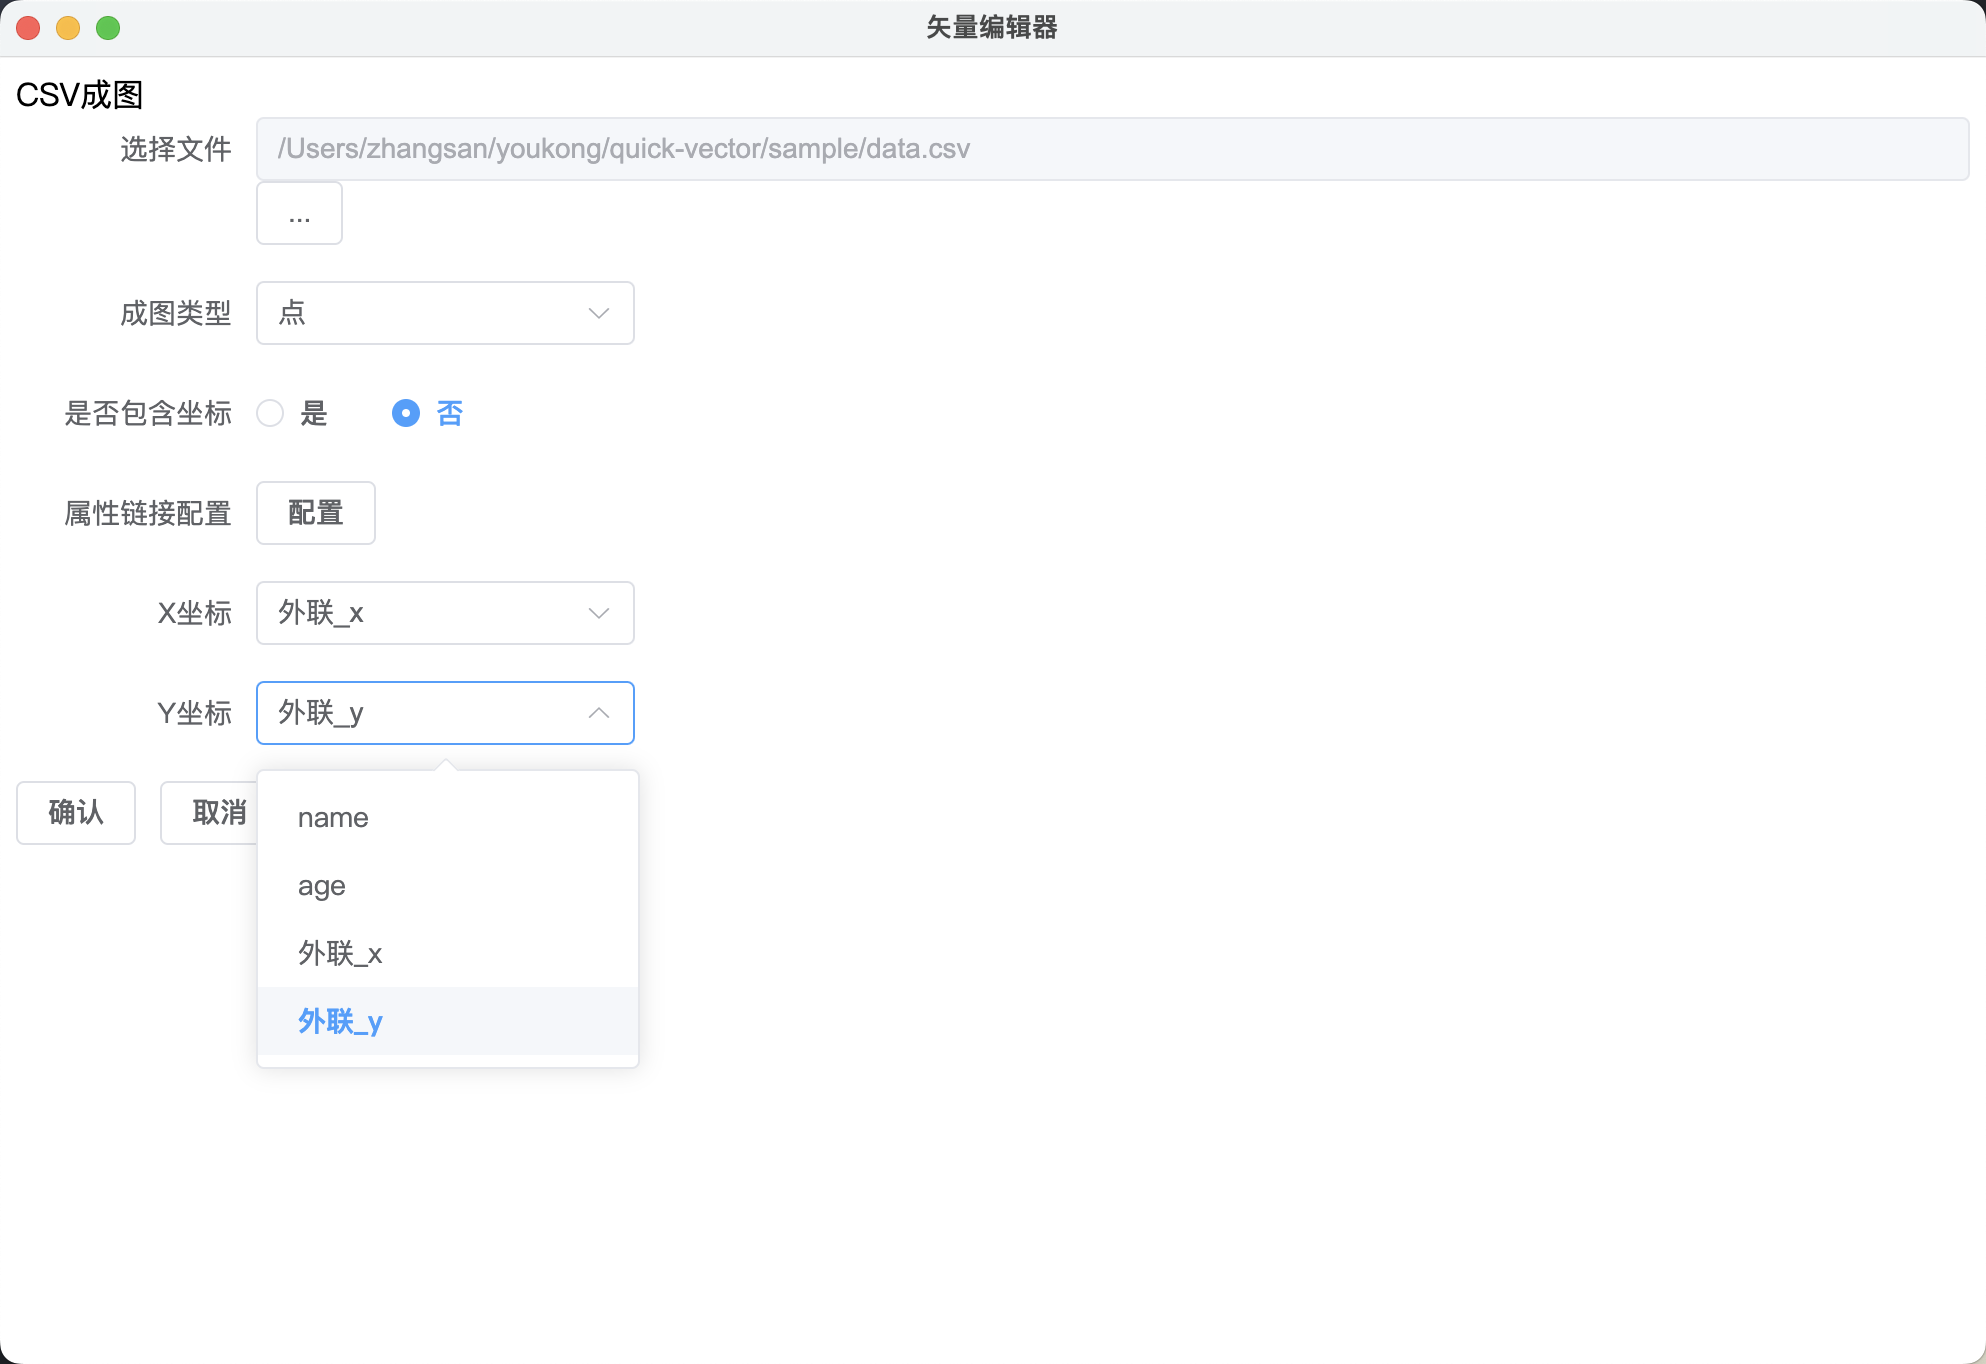 矢量编辑器
CSV成图
选择文件 /Users/zhangsan/youkong/quick-vector/sample/data.csv
...
成图类型 点
是否包含坐标 是 否
属性链接配置 配置
X坐标 外联_x
Y坐标 外联_y
确认 取消
name
age
外联_x
外联_y